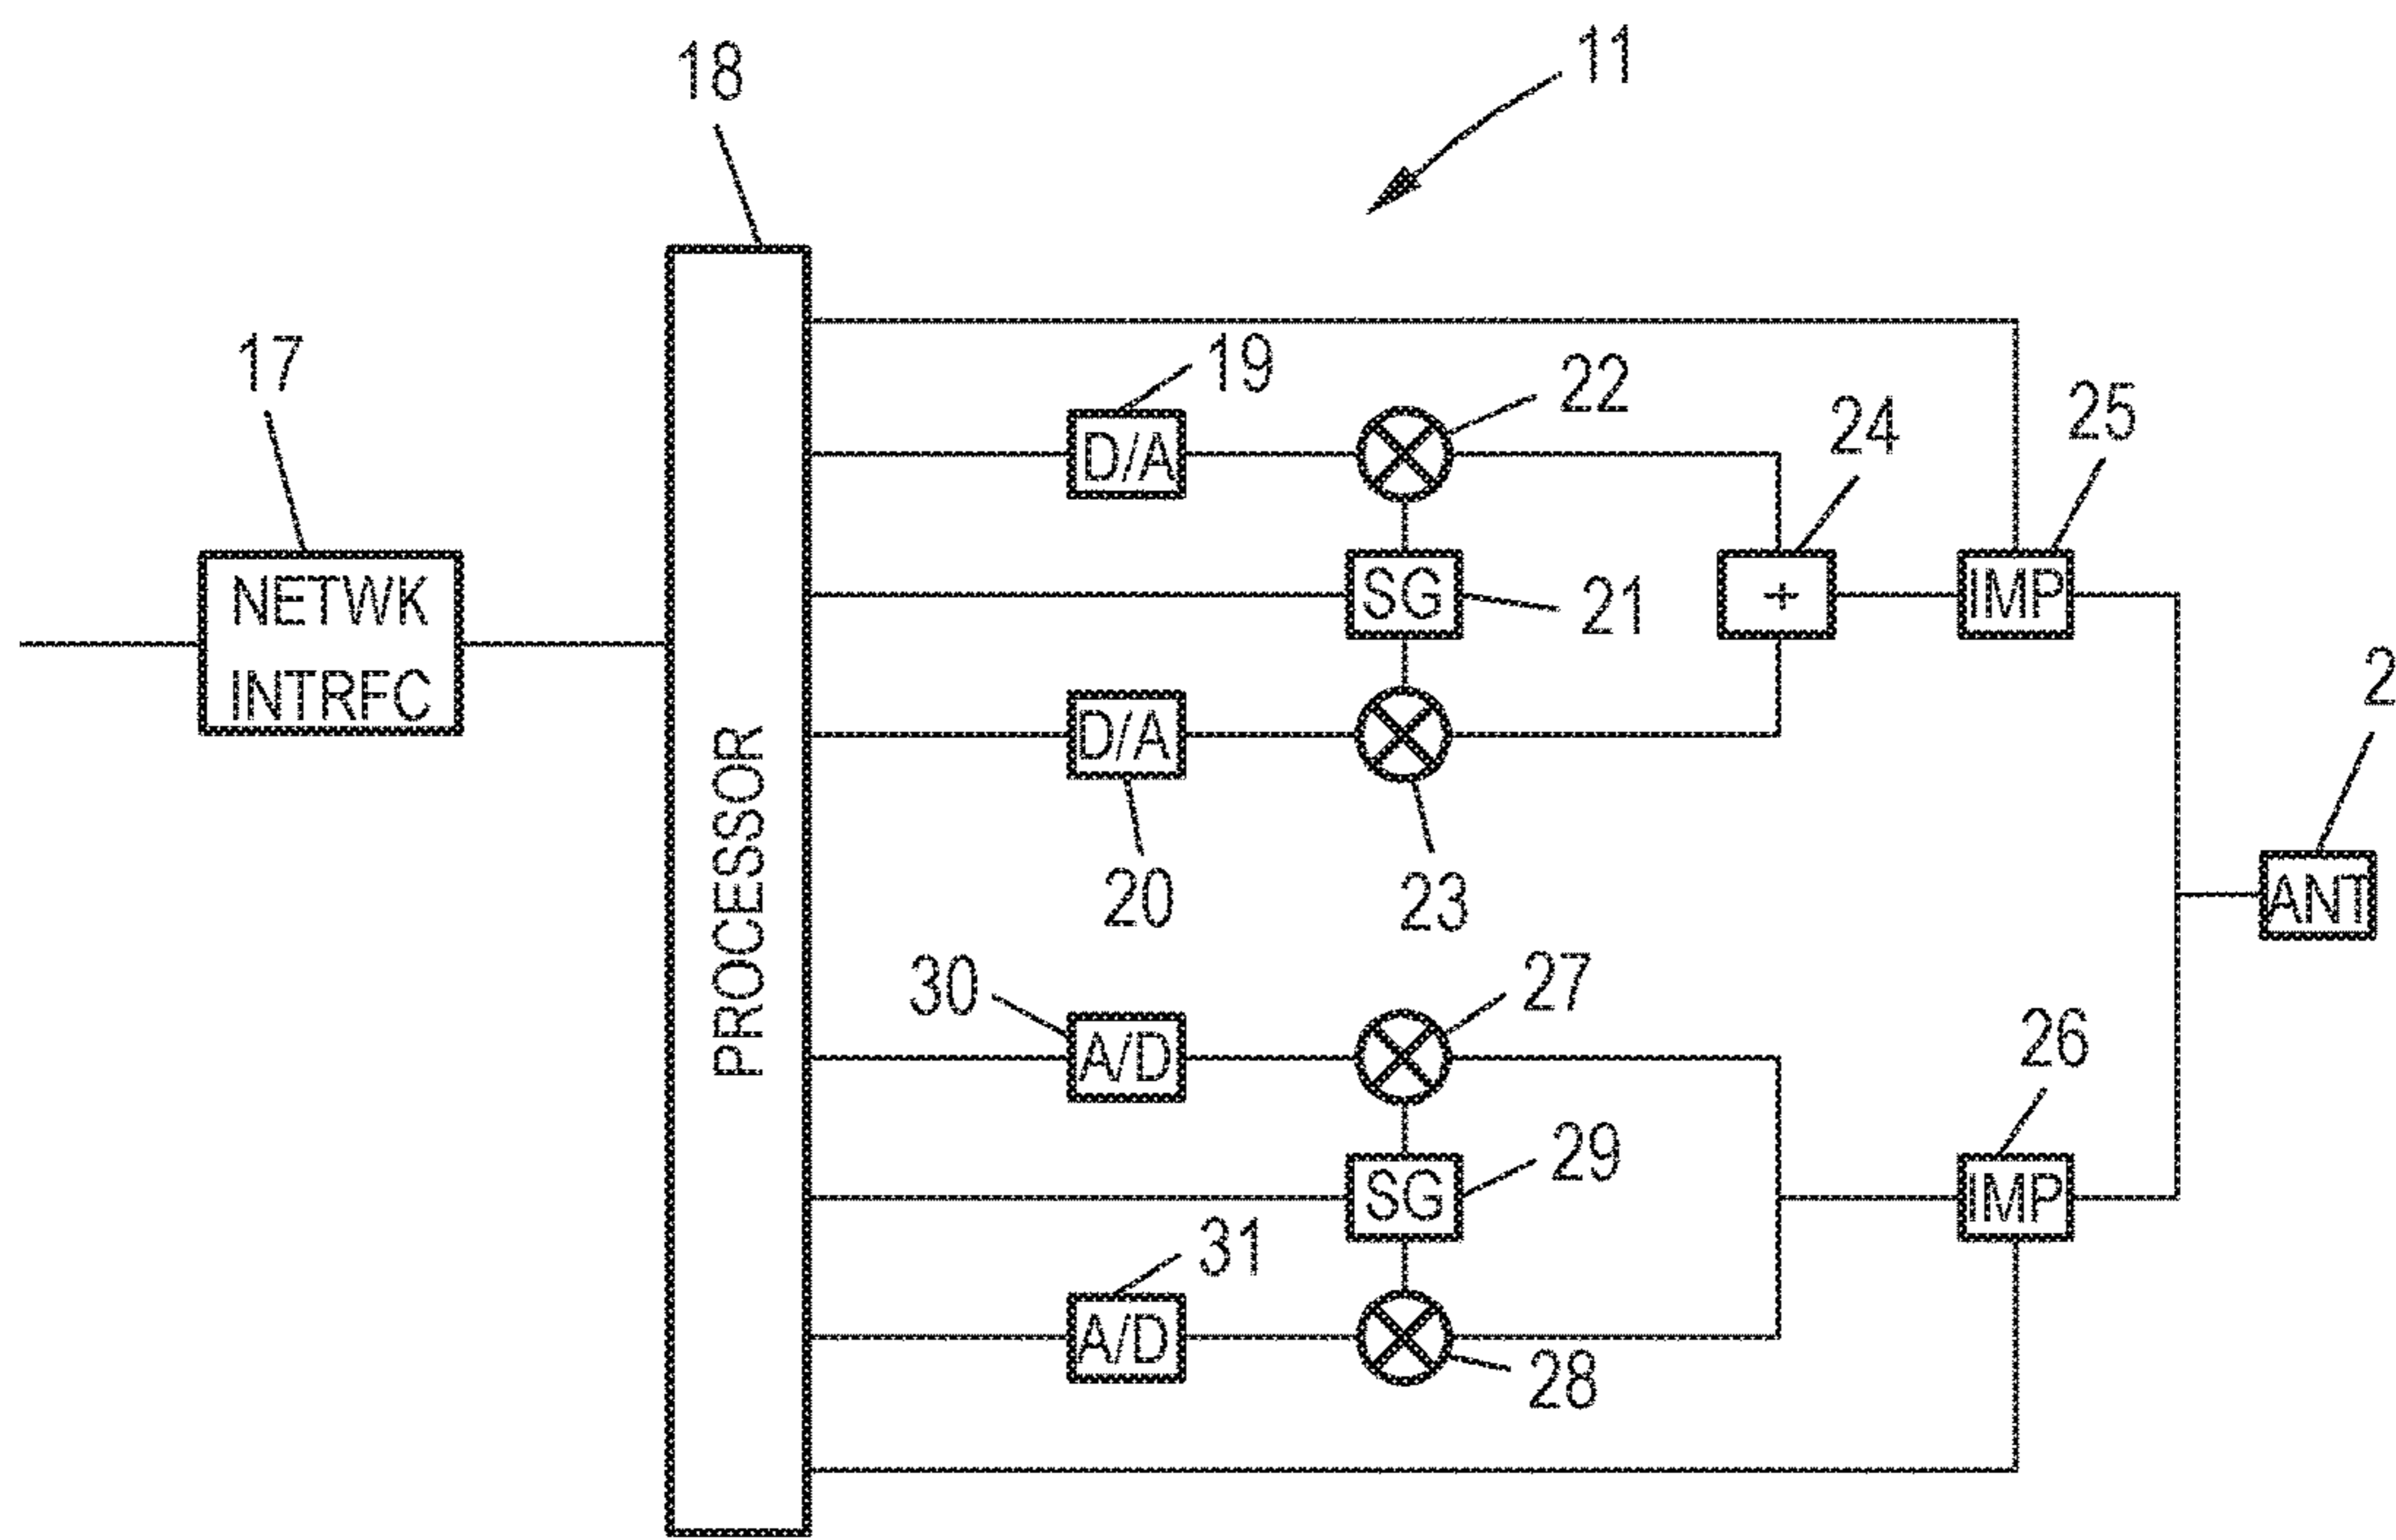 11
18
17
19
22
25
24
D/A
NETWK
INTRFC
SG
21
+
IMP
2
D/A
PROCESSOR
20
23
ANT
30
27
26
A/D
29
SG
IMP
31
A/D
28